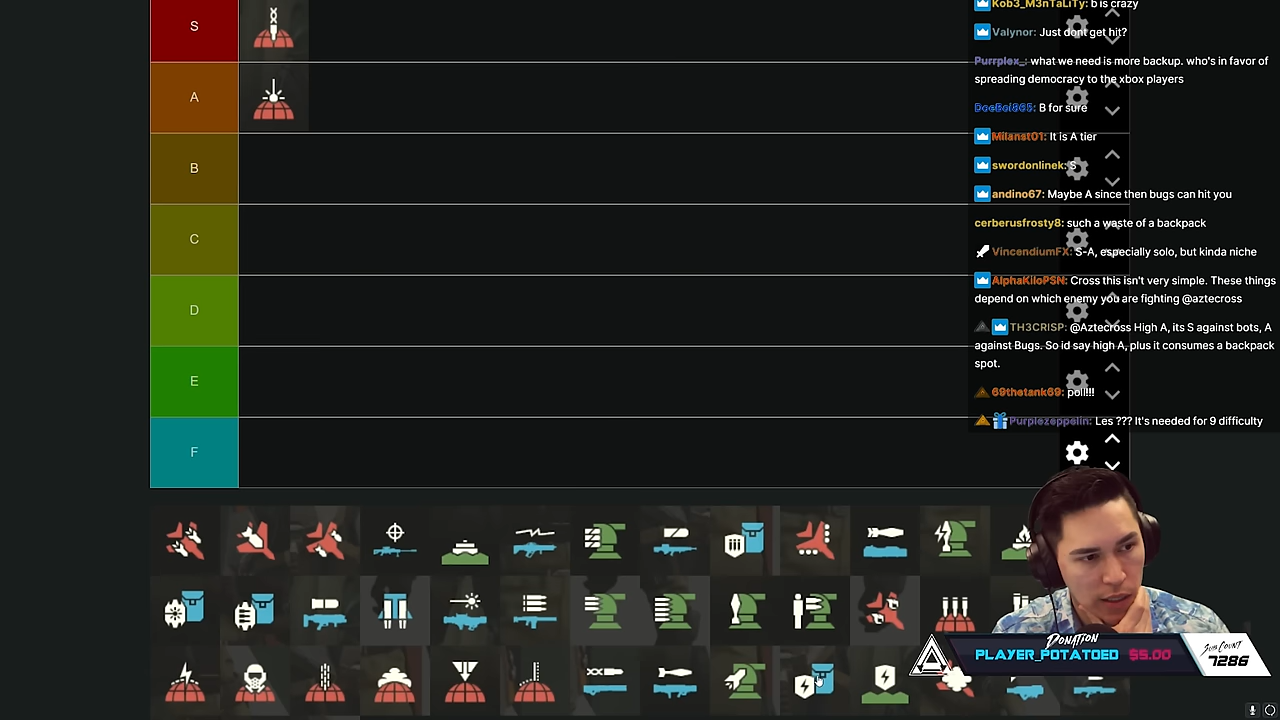 S
A
B
C
D
E
F
Kob3_M3nTaLiTy: b is crazy
Valynor: Just dont get hit?
Purrplex_: what we need is more backup. who's in favor of
spreading democracy to the xbox players
B for sure
Milanst01: It is A tier
swordonlinek: S
andino67: Maybe A since then bugs can hit you
cerberusfrosty8: such a waste of a backpack
VincendiumFX: S-A, especially solo, but kinda niche
AlphaKiloPSN: Cross this isn't very simple. These things
depend on which enemy you are fighting @aztecross
TH3CRISP: @Aztecross High A, its S against bots, A
against Bugs. So id say high A, plus it consumes a backpack
spot.
69thetank69: poll!!!
Purplezeppelin: Les ??? It's needed for 9 difficulty
DONATION
PLAYER_POTATOED $5.00
SUB COUNT
7286